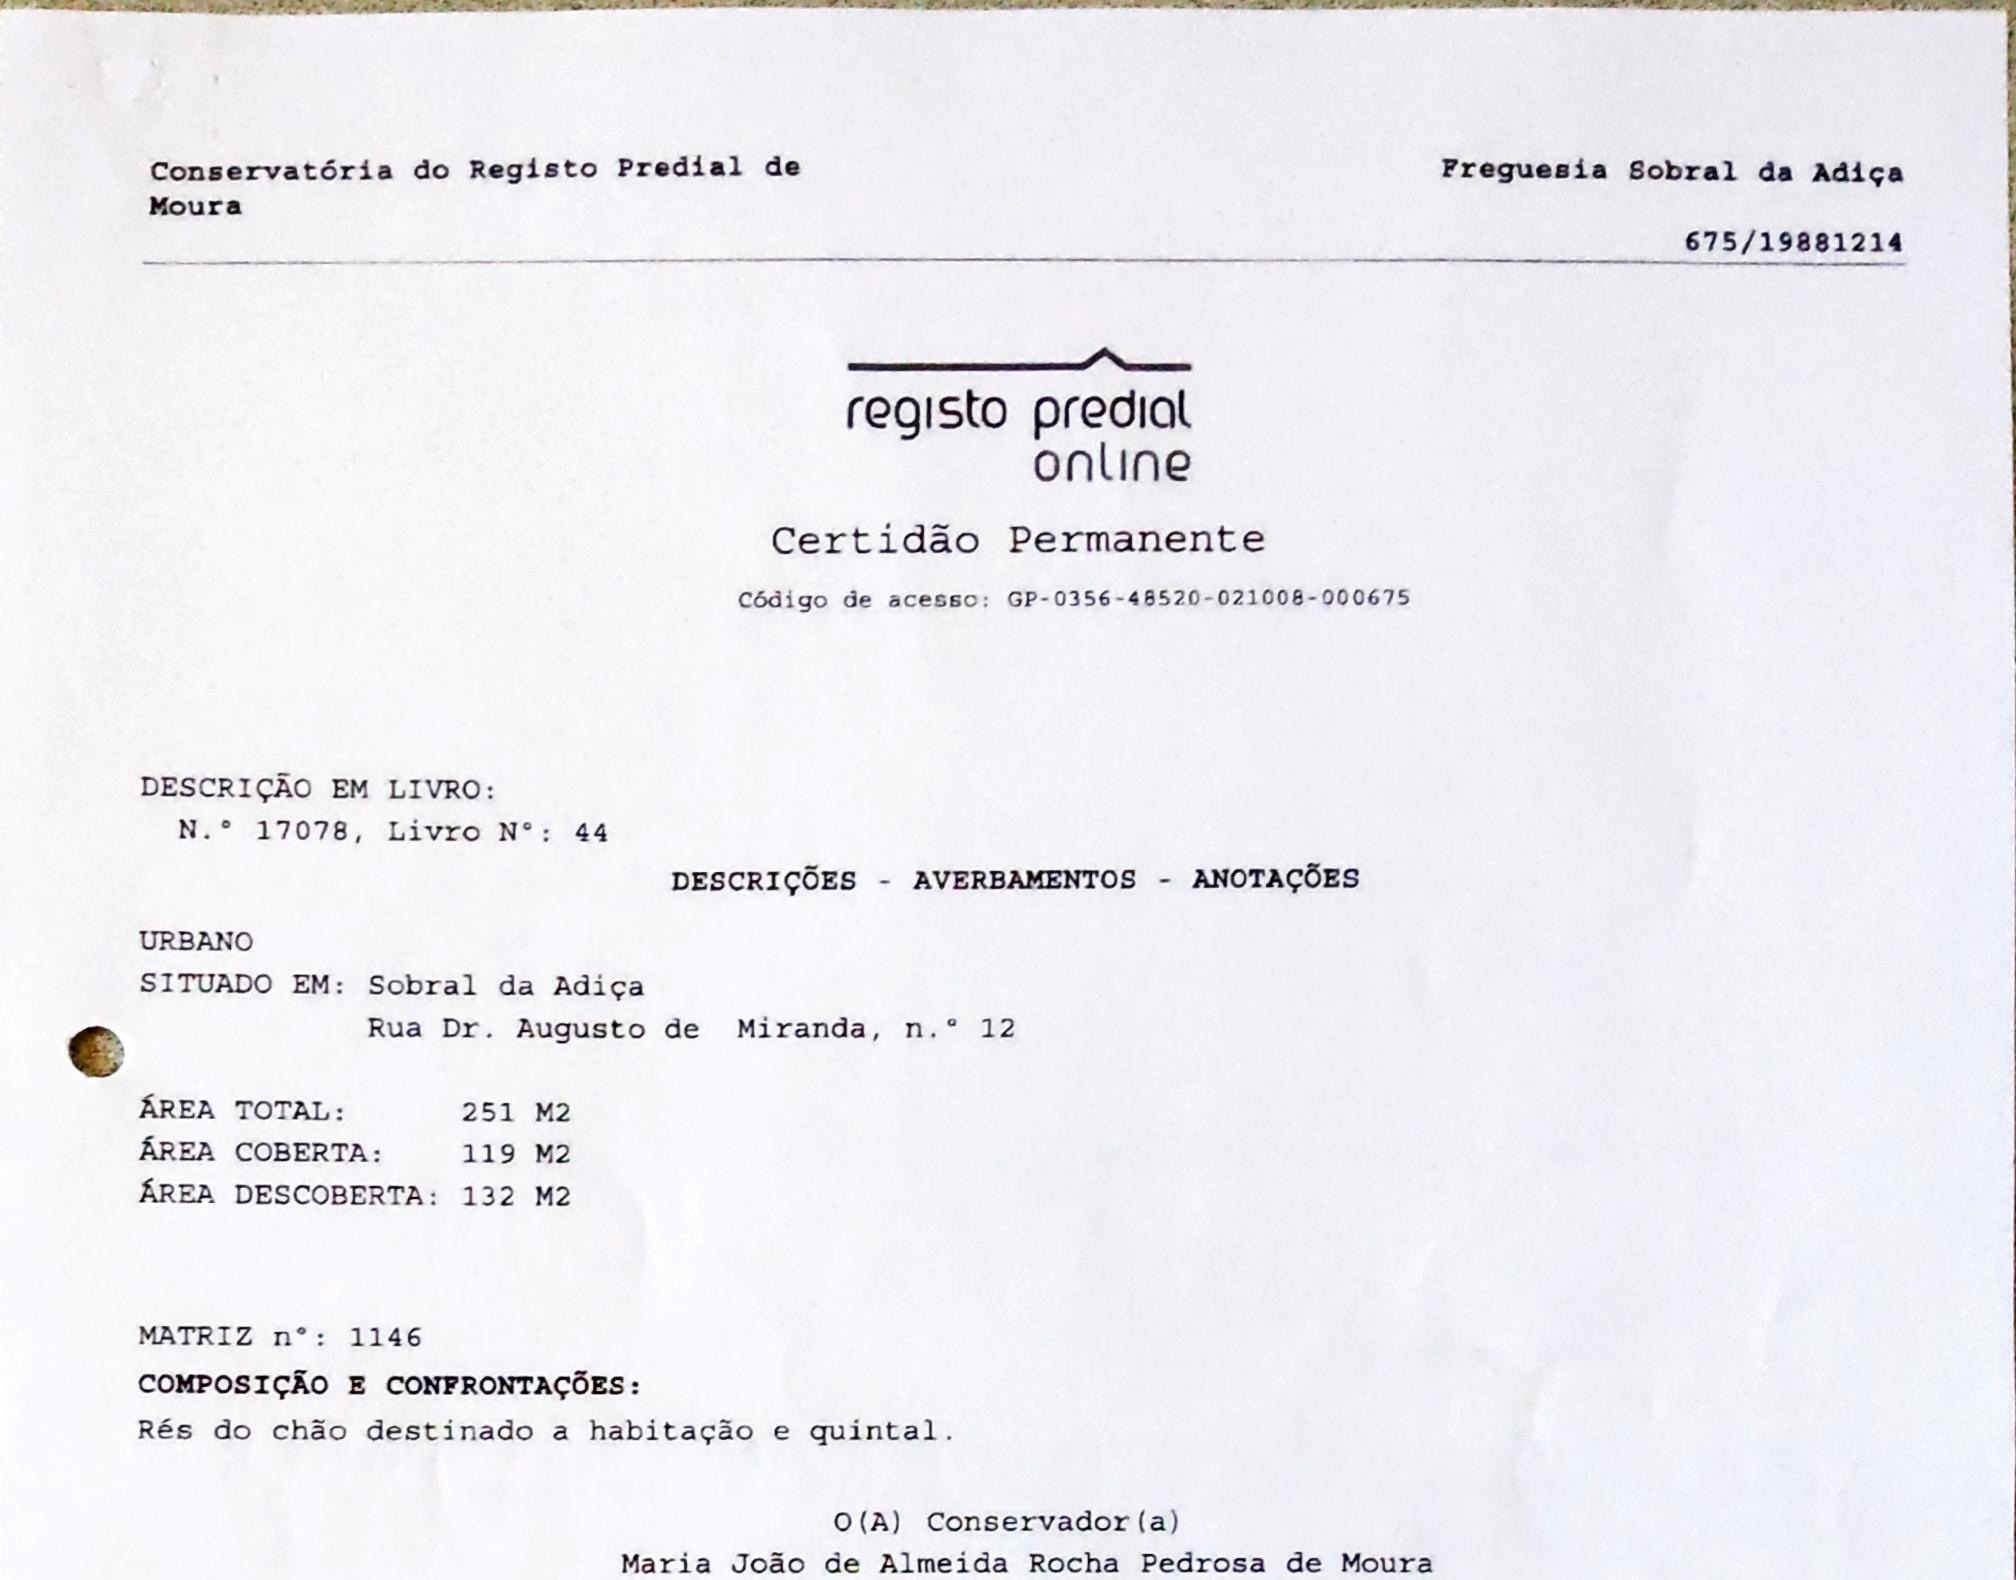 Conservatória do Registo Predial de
Moura
Freguesia Sobral da Adiça
675/19881214
registo predial
online
Certidão Permanente
Código de acesso: GP-0356-48520-021008-000675
DESCRIÇÃO EM LIVRO:
N.º 17078, Livro Nº: 44
DESCRIÇÕES - AVERBAMENTOS - ANOTAÇÕES
URBANO
SITUADO EM: Sobral da Adiça
Rua Dr. Augusto de Miranda, n.º 12
ÁREA TOTAL: 251 M2
ÁREA COBERTA: 119 M2
ÁREA DESCOBERTA: 132 M2
MATRIZ nº: 1146
COMPOSIÇÃO E CONFRONTAÇÕES:
Rés do chão destinado a habitação e quintal.
O(A) Conservador(a)
Maria João de Almeida Rocha Pedrosa de Moura